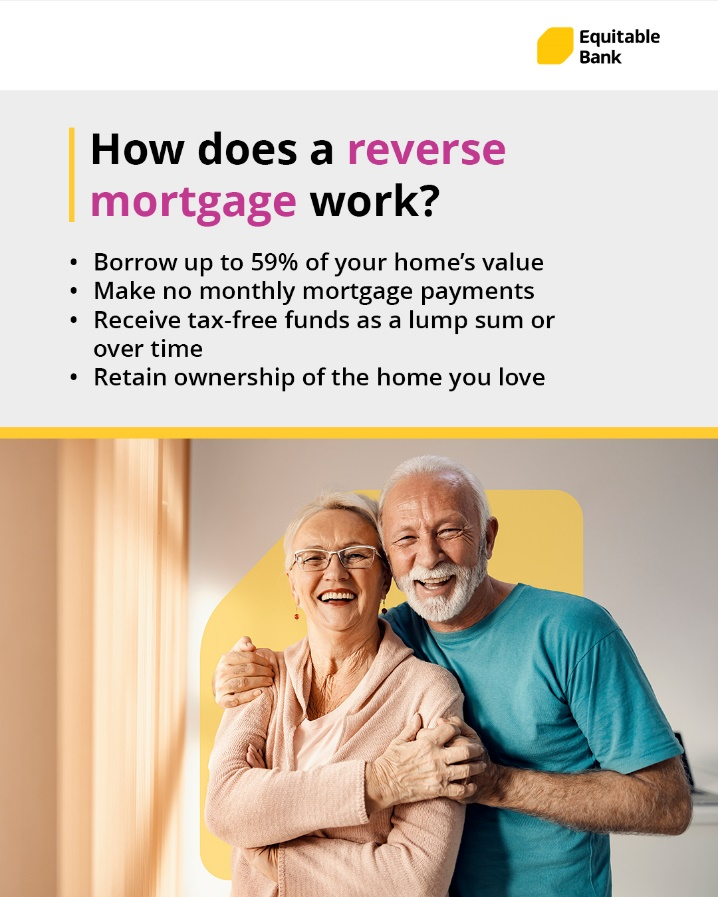 Equitable
Bank
How does a reverse
mortgage work?
• Borrow up to 59% of your home’s value
• Make no monthly mortgage payments
• Receive tax-free funds as a lump sum or
over time
• Retain ownership of the home you love